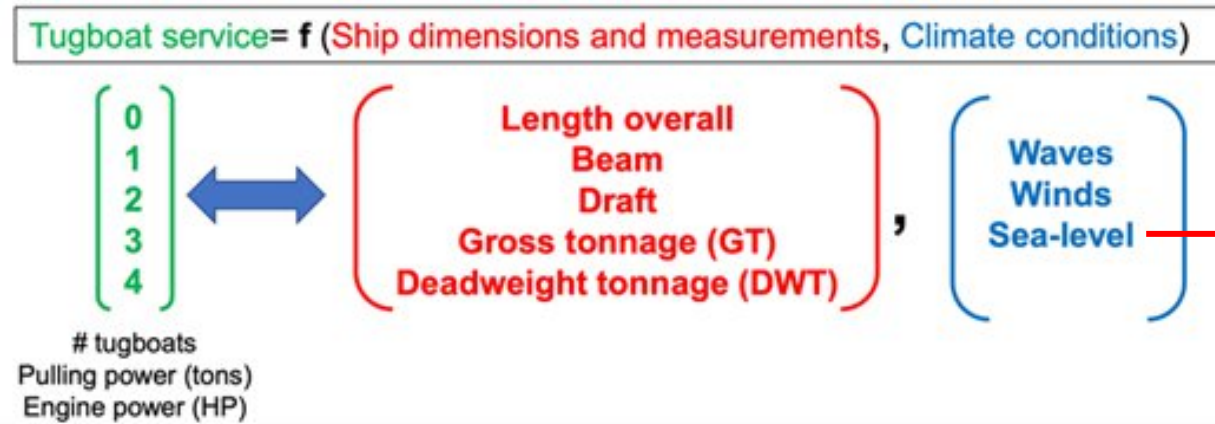 Tugboat service= f (Ship dimensions and measurements, Climate conditions)
0
1
2
3
4
# tugboats
Pulling power (tons)
Engine power (HP)
Length overall
Beam
Draft
Gross tonnage (GT)
Deadweight tonnage (DWT)
,
Waves
Winds
Sea-level